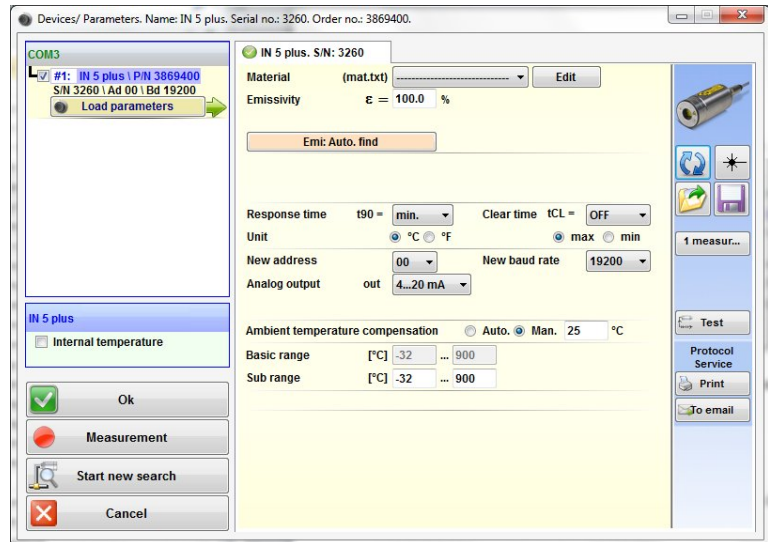 Devices/ Parameters. Name: IN 5 plus. Serial no.: 3260. Order no.: 3869400.
COM3
#1: IN 5 plus \ P/N 3869400
S/N 3260 \ Ad 00 \ Bd 19200
Load parameters
IN 5 plus
Internal temperature
Ok
Measurement
Start new search
Cancel
IN 5 plus. S/N: 3260
Material (mat.txt) ------------------------------ Edit
Emissivity ε = 100.0 %
Emi: Auto. find
Response time t90 = min. Clear time tCL = OFF
Unit °C °F max min
New address 00 New baud rate 19200
Analog output out 4...20 mA
Ambient temperature compensation Auto. Man. 25 °C
Basic range [°C] -32 ... 900
Sub range [°C] -32 ... 900
1 measur...
Test
Protocol
Service
Print
To email